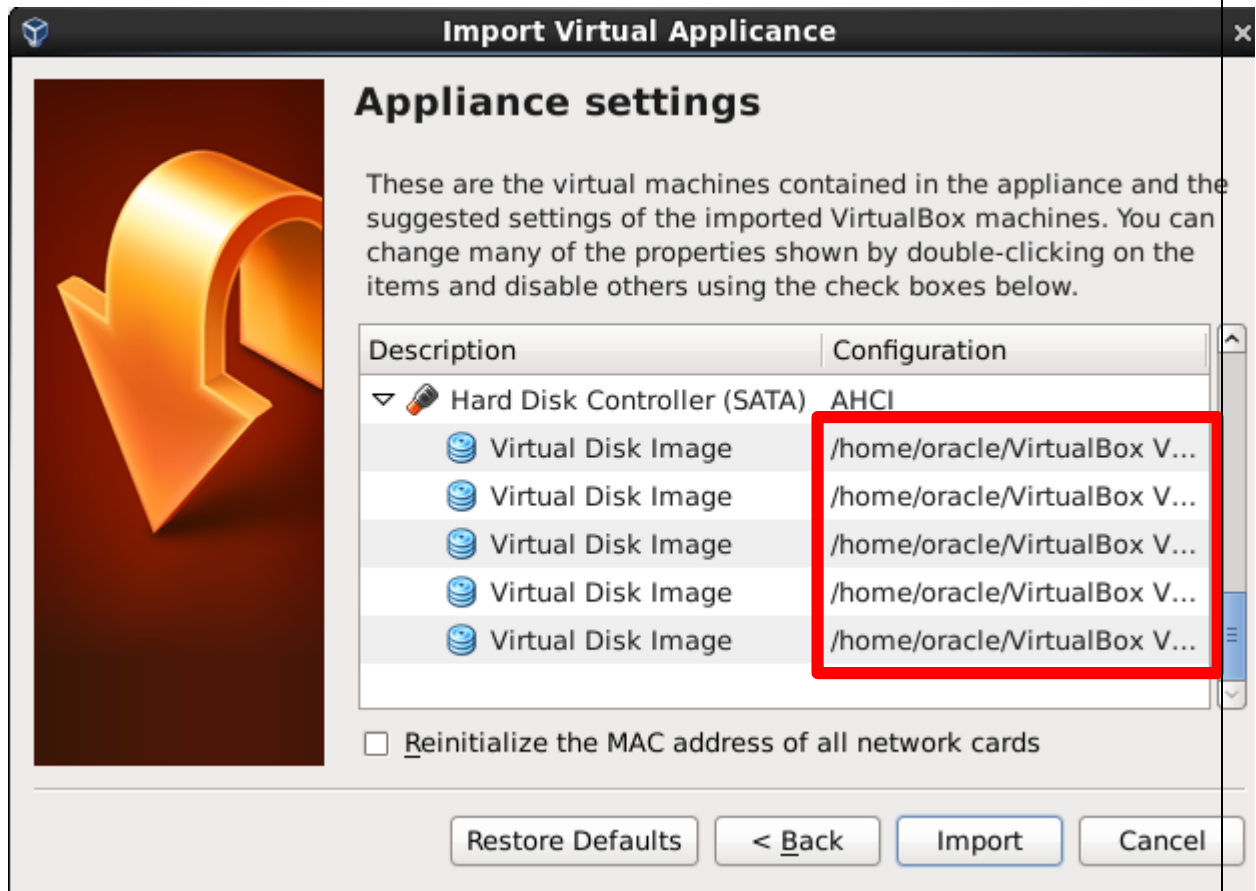 Import Virtual Applicance
Appliance settings
These are the virtual machines contained in the appliance and the
suggested settings of the imported VirtualBox machines. You can
change many of the properties shown by double-clicking on the
items and disable others using the check boxes below.
Description Configuration
Hard Disk Controller (SATA) AHCI
Virtual Disk Image /home/oracle/VirtualBox V...
Virtual Disk Image /home/oracle/VirtualBox V...
Virtual Disk Image /home/oracle/VirtualBox V...
Virtual Disk Image /home/oracle/VirtualBox V...
Virtual Disk Image /home/oracle/VirtualBox V...
Reinitialize the MAC address of all network cards
Restore Defaults < Back Import Cancel